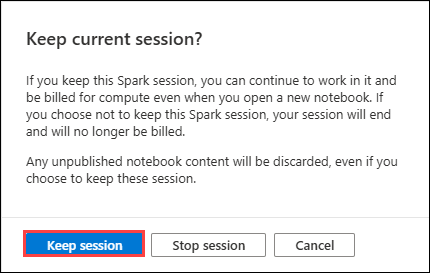 Keep current session?
If you keep this Spark session, you can continue to work in it and
be billed for compute even when you open a new notebook. If
you choose not to keep this Spark session, your session will end
and will no longer be billed.
Any unpublished notebook content will be discarded, even if you
choose to keep these session.
Keep session
Stop session
Cancel